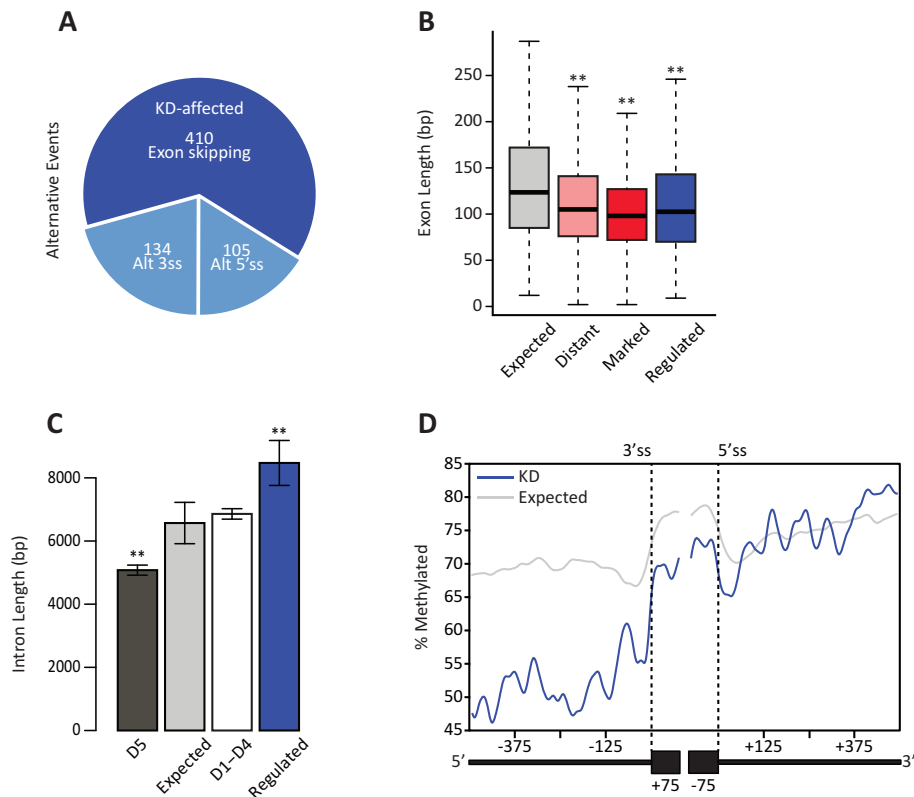 A
Alternative Events
KD-affected
410
Exon skipping
134
Alt 3ss
105
Alt 5'ss
B
Exon Length (bp)
250
200
150
100
50
0
**
**
**
Expected
Distant
Marked
Regulated
C
Intron Length (bp)
8000
6000
4000
2000
0
**
**
D5
Expected
D1–D4
Regulated
D
3'ss
5'ss
% Methylated
85
80
75
70
65
60
55
50
45
KD
Expected
-375
-125
+125
+375
5'
3'
+75
-75